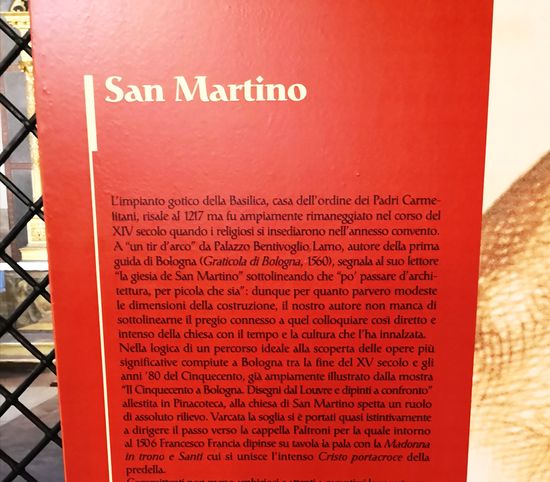 San Martino
L'impianto gotico della Basilica, casa dell'ordine dei Padri Carme-
litani, risale al 1217 ma fu ampiamente rimaneggiato nel corso del
XIV secolo quando i religiosi si insediarono nell'annesso convento.
A "un tir d'arco" da Palazzo Bentivoglio Lamo, autore della prima
guida di Bologna (Graticola di Bologna, 1560), segnala al suo lettore
"la giesia de San Martino" sottolineando che "po' passare d'archi-
tettura, per picola che sia": dunque per quanto parvero modeste
le dimensioni della costruzione, il nostro autore non manca di
sottolinearne il pregio connesso a quel colloquiare così diretto e
intenso della chiesa con il tempo e la cultura che l'ha innalzata.
Nella logica di un percorso ideale alla scoperta delle opere più
significative compiute a Bologna tra la fine del XV secolo e gli
anni '80 del Cinquecento, già ampiamente illustrato dalla mostra
"Il Cinquecento a Bologna. Disegni dal Louvre e dipinti a confronto"
allestita in Pinacoteca, alla chiesa di San Martino spetta un ruolo
di assoluto rilievo. Varcata la soglia si è portati quasi istintivamente
a dirigere il passo verso la cappella Paltroni per la quale intorno
al 1506 Francesco Francia dipinse su tavola la pala con la Madonna
in trono e Santi cui si unisce l'intenso Cristo portacroce della
predella.